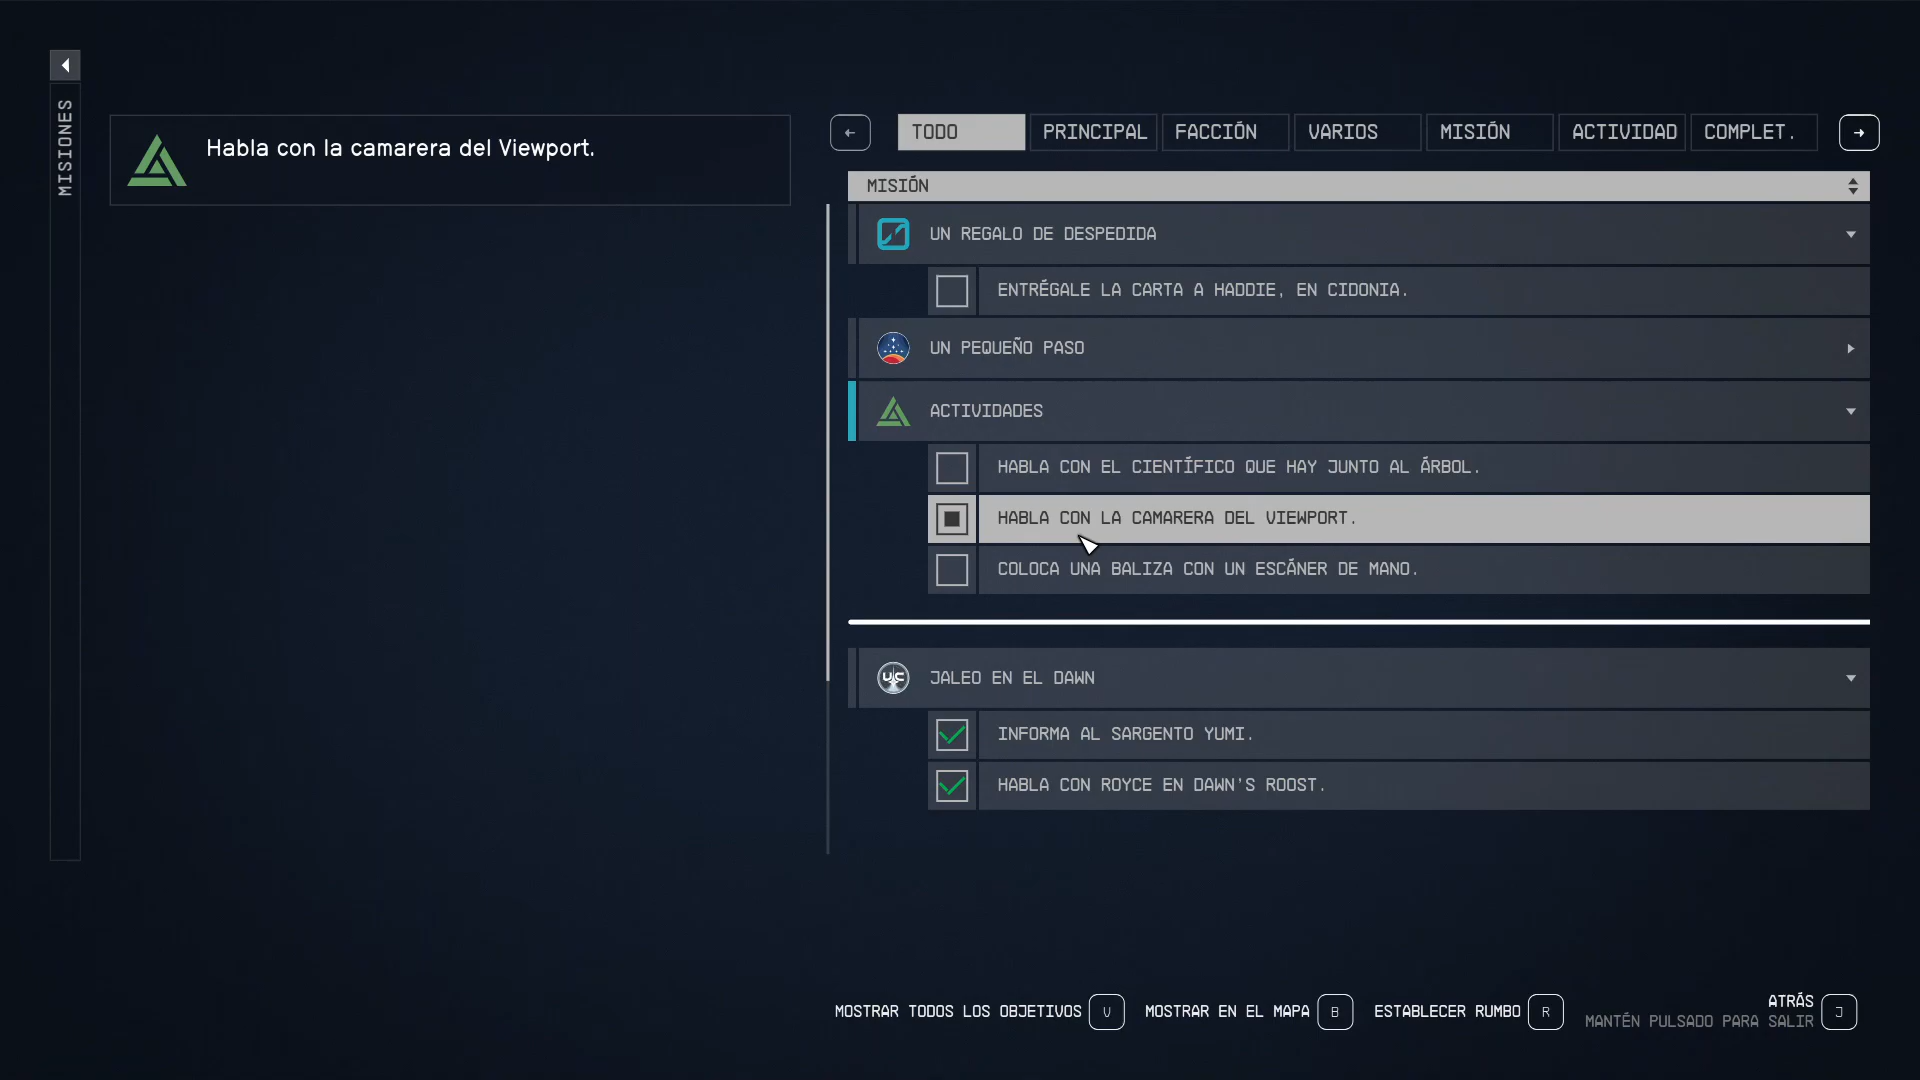 MISIONES
Habla con la camarera del Viewport.
TODO
PRINCIPAL
FACCIÓN
VARIOS
MISIÓN
ACTIVIDAD
COMPLET.
MISIÓN
UN REGALO DE DESPEDIDA
ENTRÉGALE LA CARTA A HADDIE, EN CIDONIA.
UN PEQUEÑO PASO
ACTIVIDADES
HABLA CON EL CIENTÍFICO QUE HAY JUNTO AL ÁRBOL.
HABLA CON LA CAMARERA DEL VIEWPORT.
COLOCA UNA BALIZA CON UN ESCÁNER DE MANO.
UC
JALEO EN EL DAWN
INFORMA AL SARGENTO YUMI.
HABLA CON ROYCE EN DAWN'S ROOST.
MOSTRAR TODOS LOS OBJETIVOS V
MOSTRAR EN EL MAPA B
ESTABLECER RUMBO R
ATRÁS
MANTÉN PULSADO PARA SALIR J